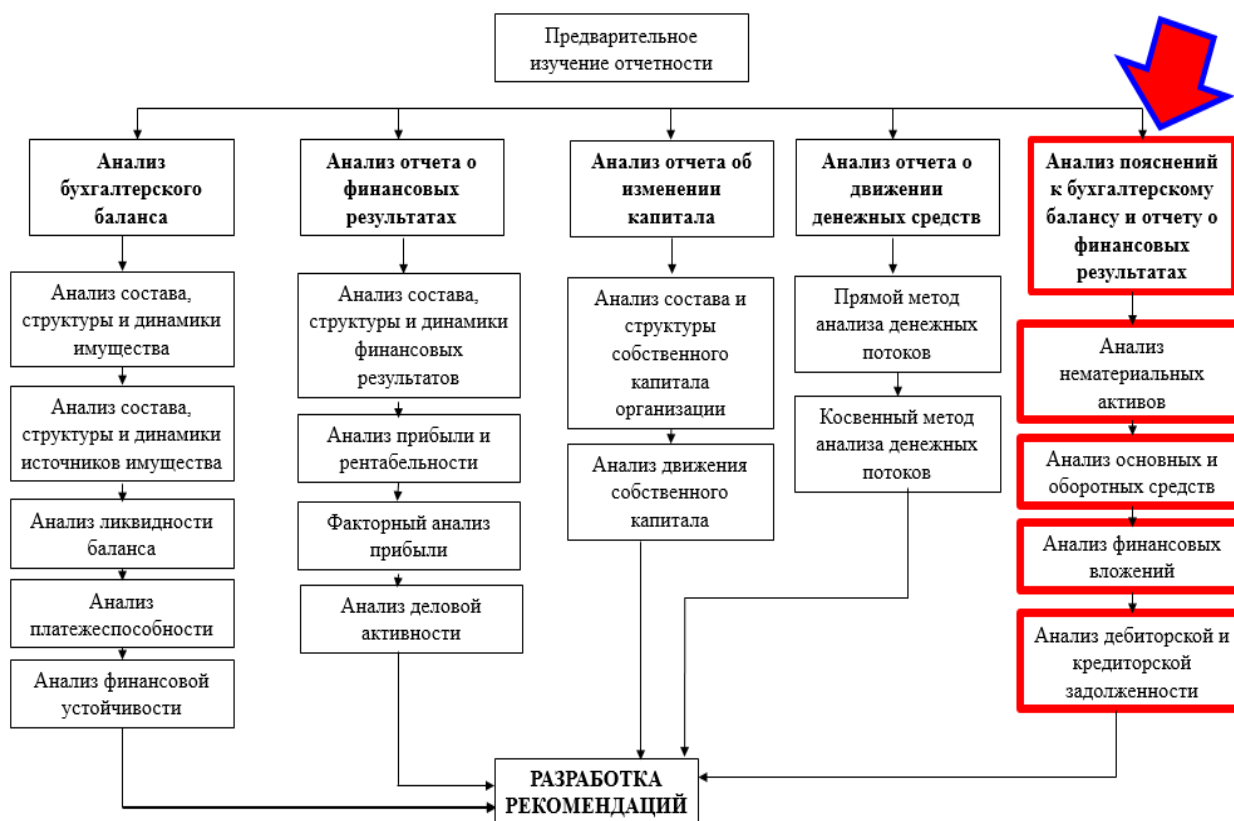 Предварительное
изучение отчетности
Анализ
бухгалтерского
баланса
Анализ состава,
структуры и динамики
имущества
Анализ состава,
структуры и динамики
источников имущества
Анализ ликвидности
баланса
Анализ
платежеспособности
Анализ финансовой
устойчивости
Анализ отчета о
финансовых
результатах
Анализ состава,
структуры и динамики
финансовых
результатов
Анализ прибыли и
рентабельности
Факторный анализ
прибыли
Анализ деловой
активности
Анализ отчета об
изменении
капитала
Анализ состава и
структуры
собственного
капитала
организации
Анализ движения
собственного
капитала
Анализ отчета о
движении
денежных средств
Прямой метод
анализа денежных
потоков
Косвенный метод
анализа денежных
потоков
Анализ пояснений
к бухгалтерскому
балансу и отчету о
финансовых
результатах
Анализ
нематериальных
активов
Анализ основных и
оборотных средств
Анализ финансовых
вложений
Анализ дебиторской и
кредиторской
задолженности
РАЗРАБОТКА
РЕКОМЕНДАЦИЙ